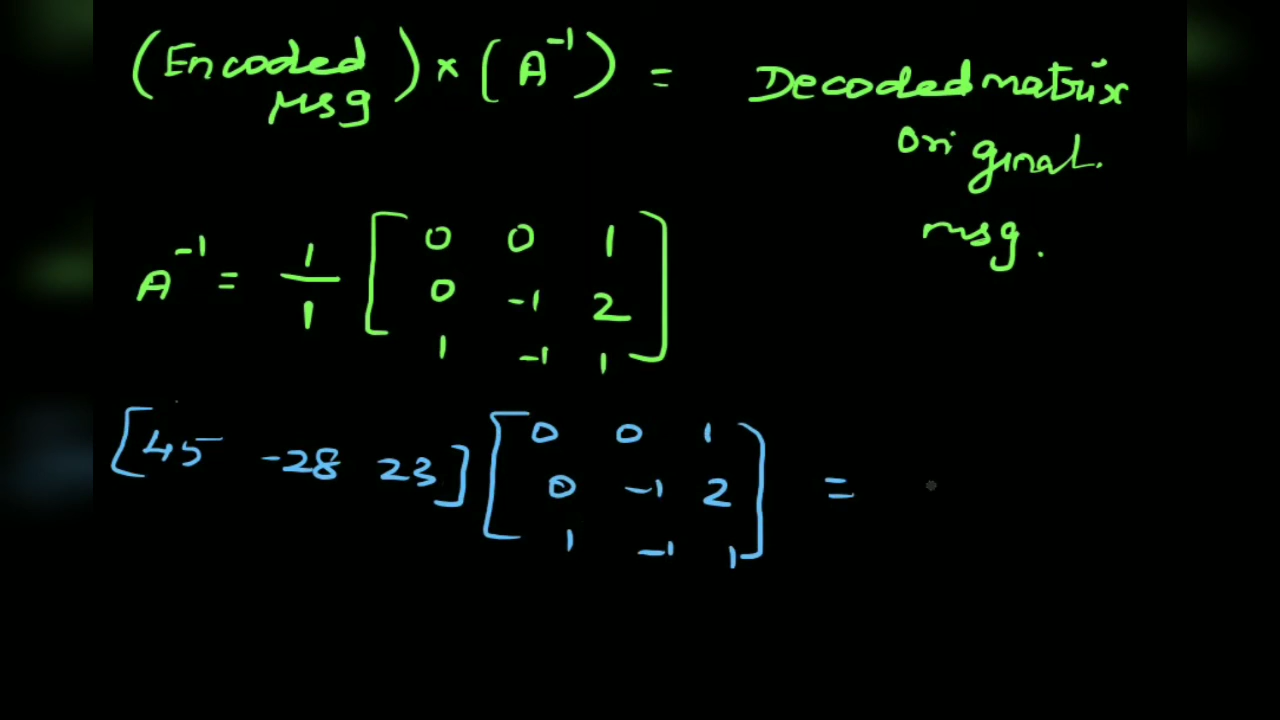 (Encoded msg) × (A⁻¹) = Decoded matrix
original.
msg.
A⁻¹ = 1/1 [0 0 1
0 -1 2
1 -1 1]
[45 -28 23] [0 0 1
0 -1 2 =
1 -1 1]